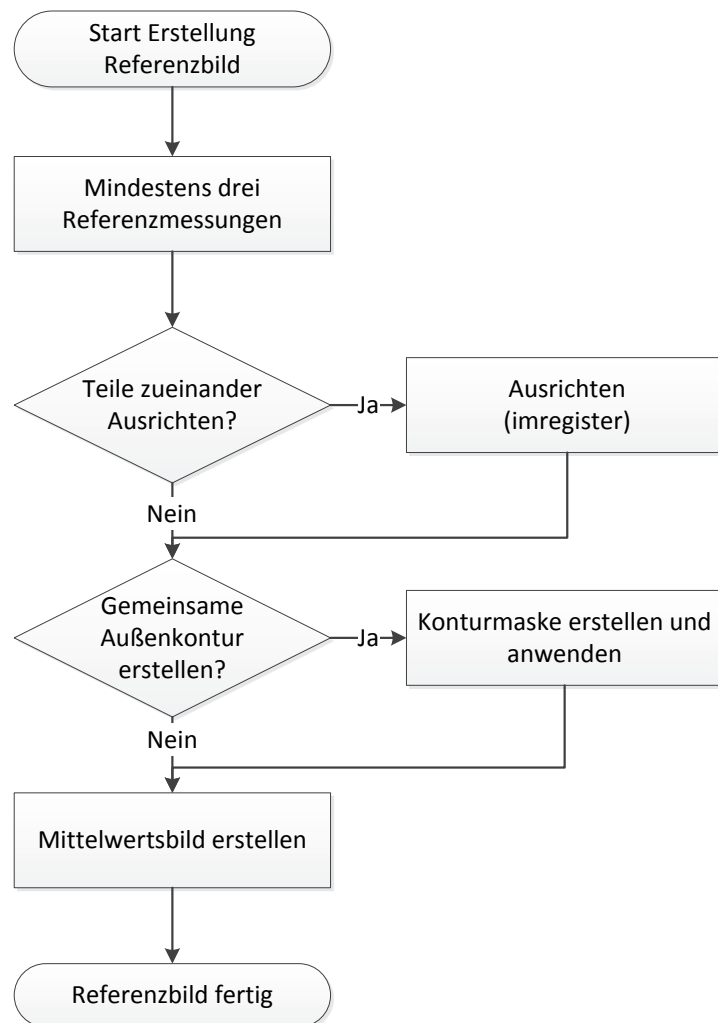 Start Erstellung
Referenzbild
Mindestens drei
Referenzmessungen
Teile zueinander
Ausrichten?
Ja
Ausrichten
(imregister)
Nein
Gemeinsame
Außenkontur
erstellen?
Ja
Konturmaske erstellen und
anwenden
Nein
Mittelwertsbild erstellen
Referenzbild fertig